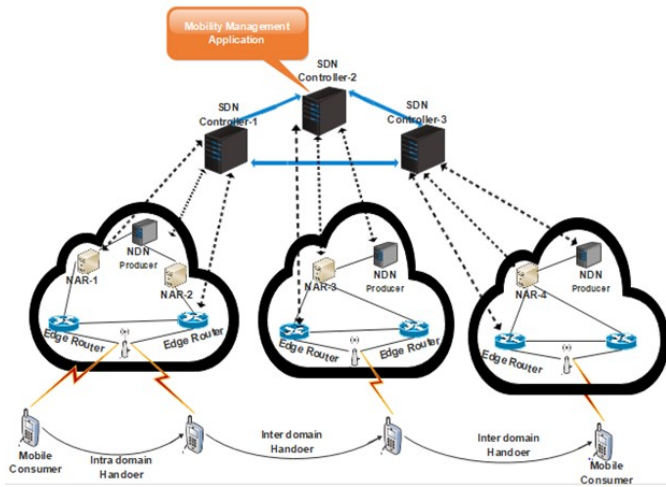 Mobility Management
Application
SDN
Controller-2
SDN
Controller-1
SDN
Controller-3
NAR-1
NDN
Producer
NAR-2
Edge Router
Edge Router
NAR-3
NDN
Producer
Edge Router
Edge Router
NAR-4
NDN
Producer
Edge Router
Mobile
Consumer
Intra domain
Handoer
Inter domain
Handoer
Inter domain
Handoer
Mobile
Consumer